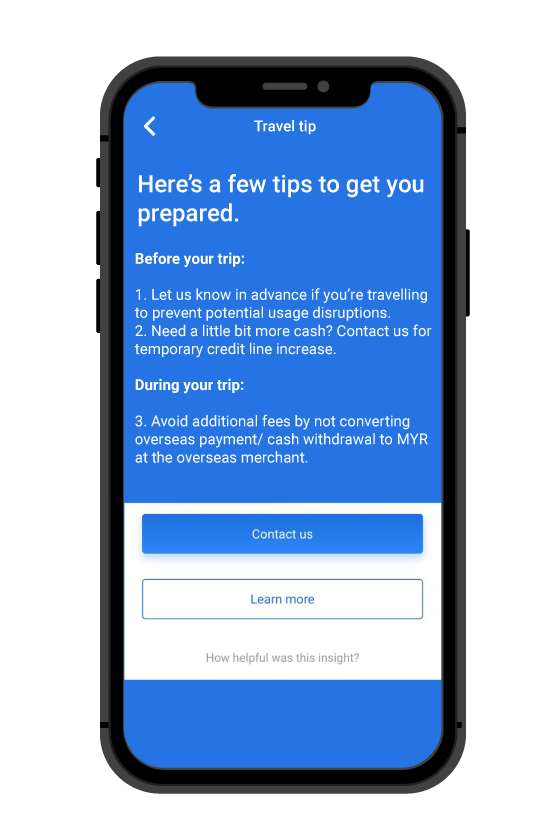 Travel tip
Here's a few tips to get you
prepared.
Before your trip:
1. Let us know in advance if you're travelling
to prevent potential usage disruptions.
2. Need a little bit more cash? Contact us for
temporary credit line increase.
During your trip:
3. Avoid additional fees by not converting
overseas payment/ cash withdrawal to MYR
at the overseas merchant.
Contact us
Learn more
How helpful was this insight?